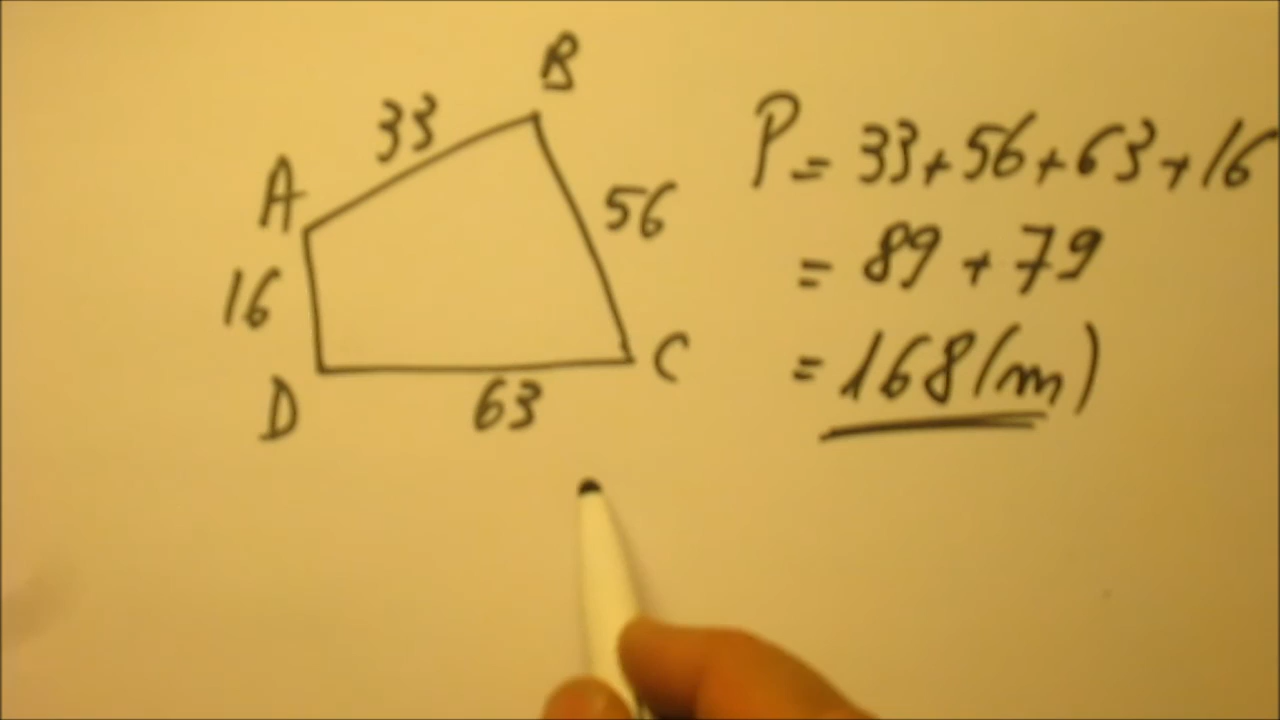 B
33
A
56
16
C
D
63
P = 33+56+63+16
= 89 + 79
= 168(m)